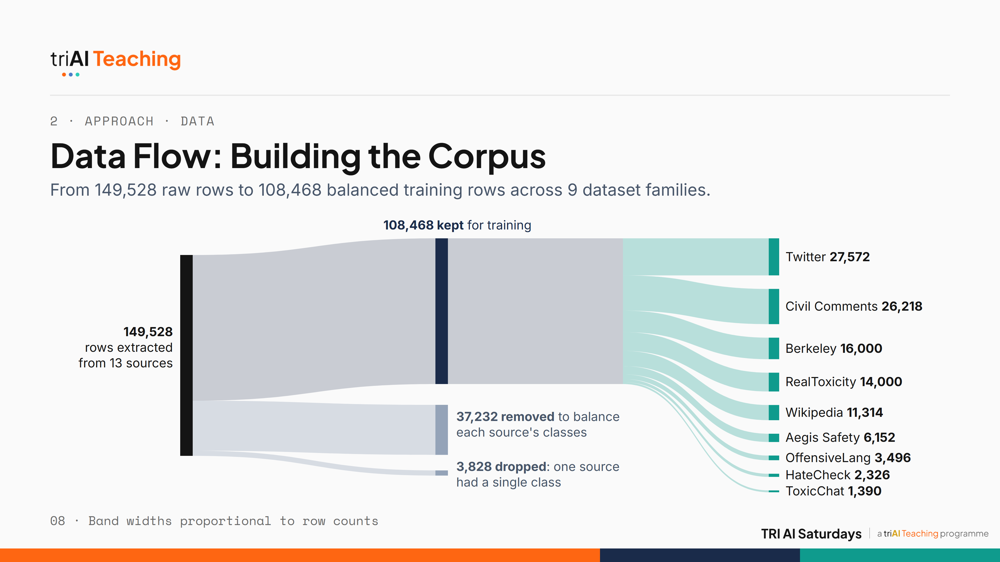 triAI Teaching
2 · APPROACH · DATA
Data Flow: Building the Corpus
From 149,528 raw rows to 108,468 balanced training rows across 9 dataset families.
108,468 kept for training
149,528
rows extracted
from 13 sources
37,232 removed to balance
each source's classes
3,828 dropped: one source
had a single class
Twitter 27,572
Civil Comments 26,218
Berkeley 16,000
RealToxicity 14,000
Wikipedia 11,314
Aegis Safety 6,152
OffensiveLang 3,496
HateCheck 2,326
ToxicChat 1,390
08 · Band widths proportional to row counts
TRI AI Saturdays | a triAI Teaching programme